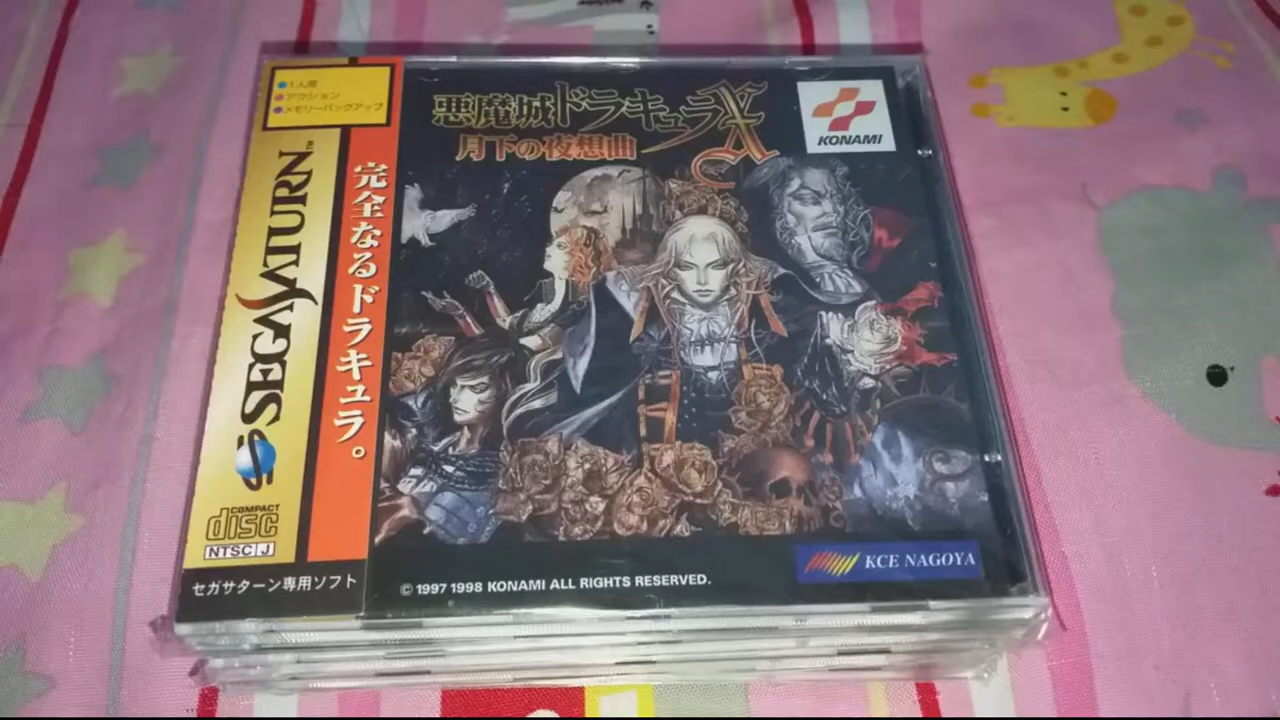 1人用
アクション
メモリーバックアップ
SEGA SATURN™
完全なるドラキュラ。
COMPACT
disc
NTSC J
セガサターン専用ソフト
悪魔城ドラキュラX
月下の夜想曲
KONAMI
© 1997 1998 KONAMI ALL RIGHTS RESERVED.
KCE NAGOYA